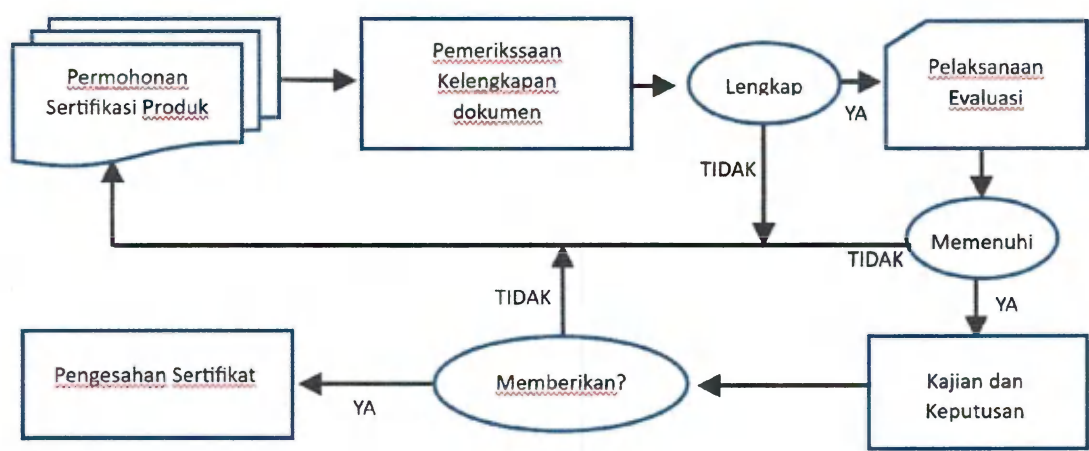 Permohonan
Sertifikasi Produk
Pemerikssaan
Kelengkapan
dokumen
Lengkap
YA
Pelaksanaan
Evaluasi
TIDAK
Memenuhi
TIDAK
YA
TIDAK
Pengesahan Sertifikat
YA
Memberikan?
Kajian dan
Keputusan